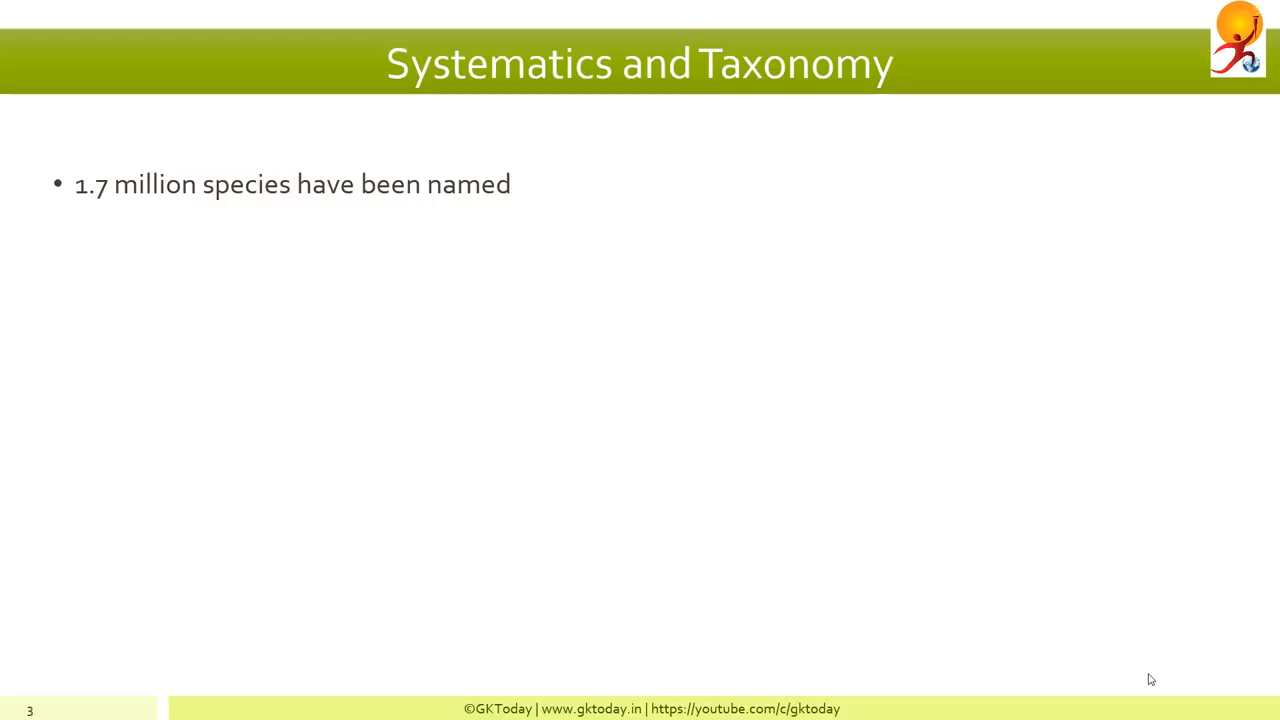 Systematics and Taxonomy
• 1.7 million species have been named
3
©GKToday | www.gktoday.in | https://youtube.com/c/gktoday